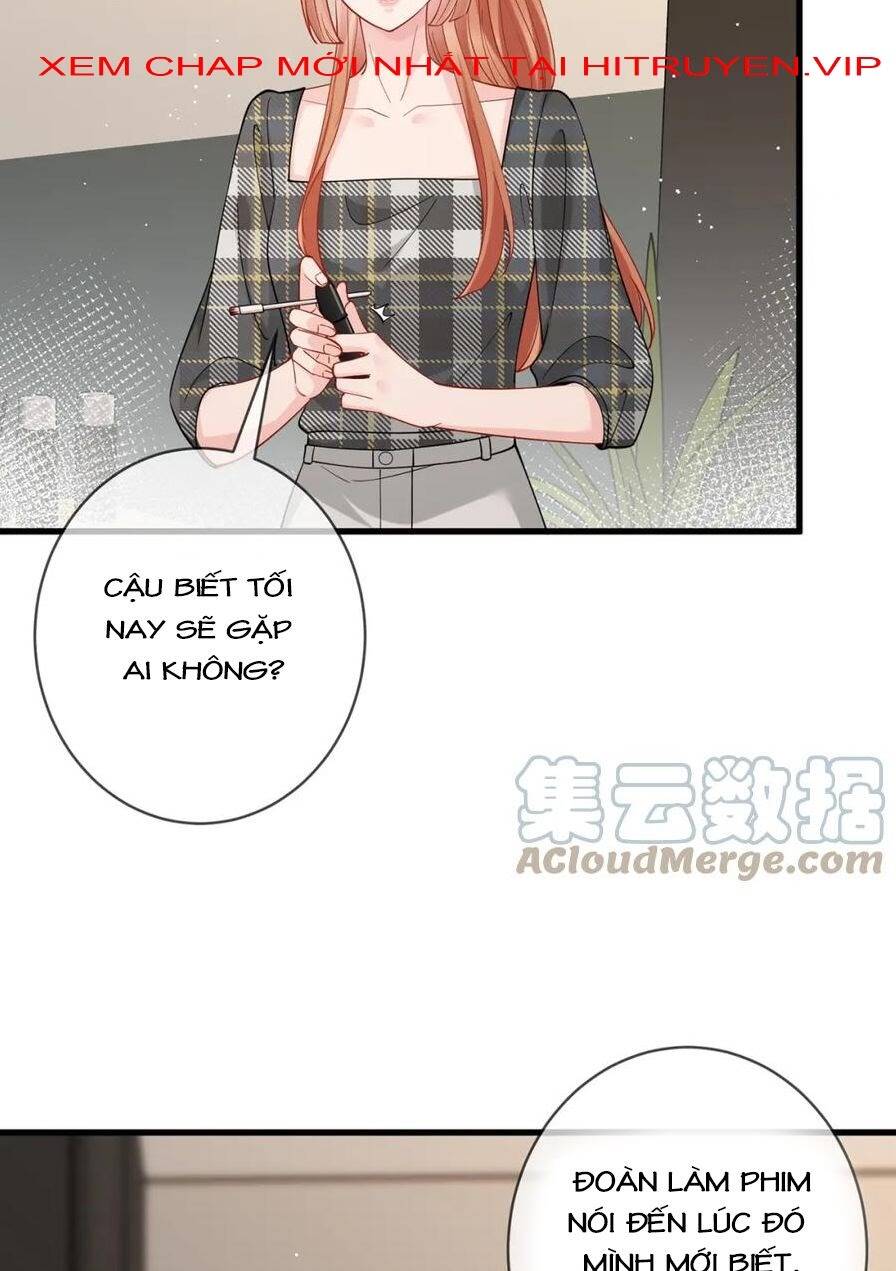 XEM CHAP MỚI NHẤT TẠI HITRUYEN.VIP
CẬU BIẾT TỐI
NAY SẼ GẶP
AI KHÔNG?
集云数据
ACloudMerge.com
ĐOÀN LÀM PHIM
NÓI ĐẾN LÚC ĐÓ
MÌNH MỚI BIẾT.